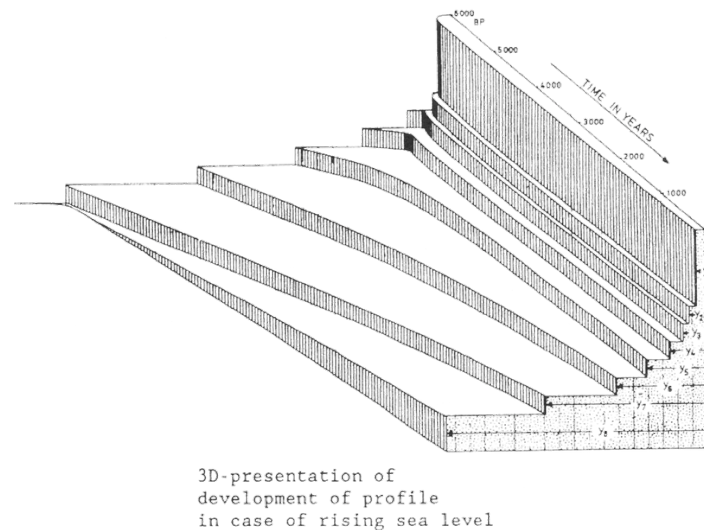 6000
BP
5000
4000
3000
2000
1000
TIME IN YEARS
y2
y3
y4
y5
y6
y7
y8
3D-presentation of
development of profile
in case of rising sea level